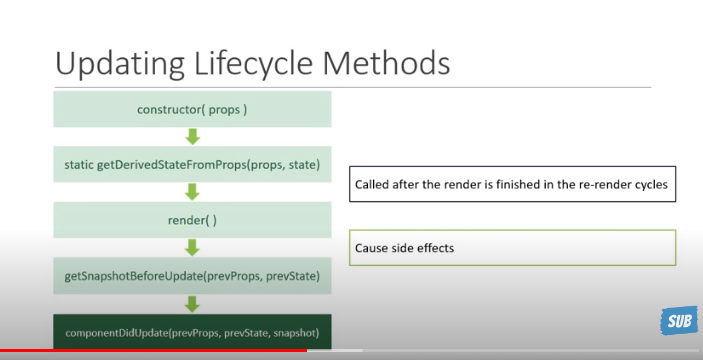 Updating Lifecycle Methods
constructor( props )
static getDerivedStateFromProps(props, state)
render( )
getSnapshotBeforeUpdate(prevProps, prevState)
componentDidUpdate(prevProps, prevState, snapshot)
Called after the render is finished in the re-render cycles
Cause side effects
SUB